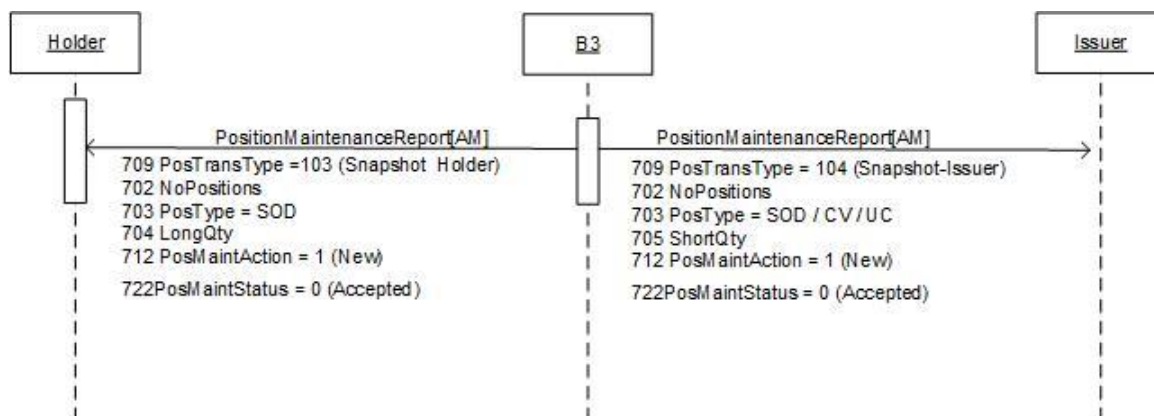 Holder
B3
Issuer
PositionMaintenanceReport[AM]
709 PosTransType =103 (Snapshot Holder)
702 NoPositions
703 PosType = SOD
704 LongQty
712 PosMaintAction = 1 (New)
722PosMaintStatus = 0 (Accepted)
PositionMaintenanceReport[AM]
709 PosTransType = 104 (Snapshot-Issuer)
702 NoPositions
703 PosType = SOD / CV / UC
705 ShortQty
712 PosMaintAction = 1 (New)
722PosMaintStatus = 0 (Accepted)